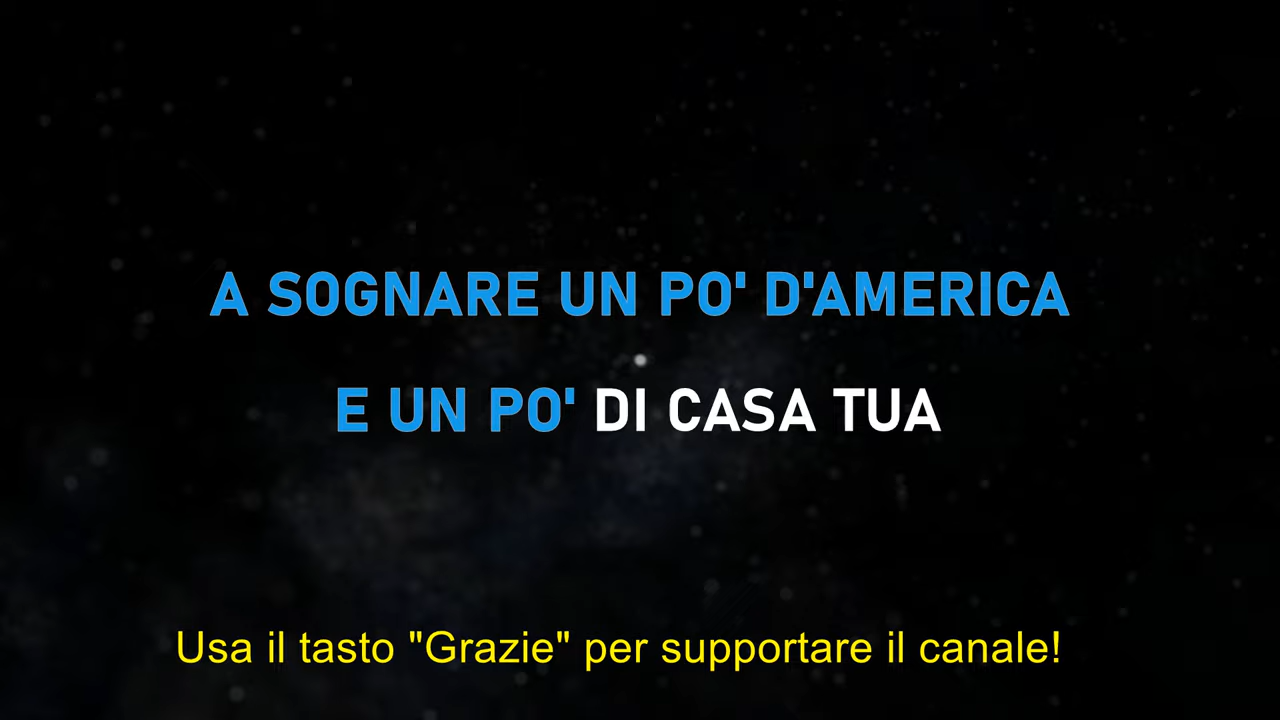 A SOGNARE UN PO' D'AMERICA
E UN PO' DI CASA TUA
Usa il tasto "Grazie" per supportare il canale!